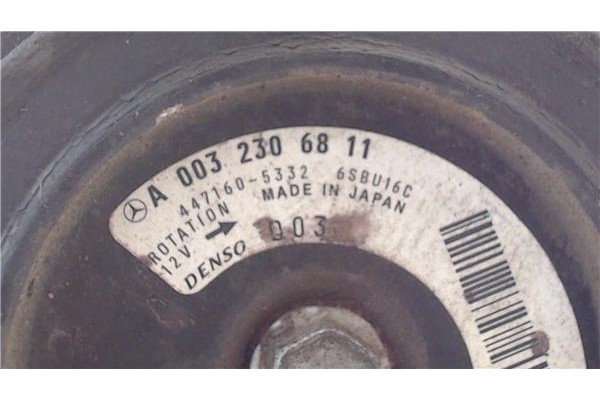 A 003 230 68 11
447160-5332 6SBU16C
ROTATION MADE IN JAPAN
12V
DENSO 003